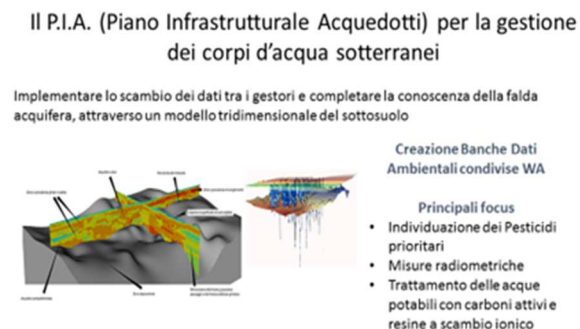 Il P.I.A. (Piano Infrastrutturale Acquedotti) per la gestione
dei corpi d'acqua sotterranei
Implementare lo scambio dei dati tra i gestori e completare la conoscenza della falda
acquifera, attraverso un modello tridimensionale del sottosuolo
Creazione Banche Dati
Ambientali condivise WA
Principali focus
• Individuazione dei Pesticidi
prioritari
• Misure radiometriche
• Trattamento delle acque
potabili con carboni attivi e
resine a scambio ionico